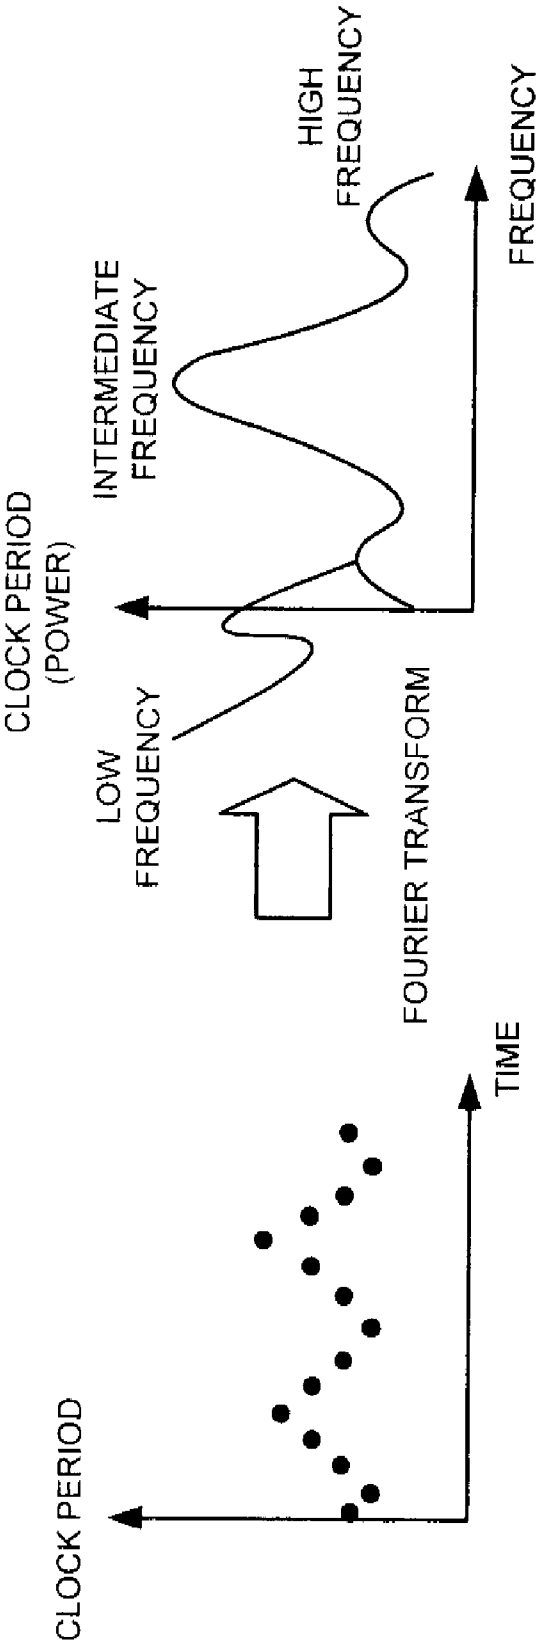 CLOCK PERIOD
TIME
FOURIER TRANSFORM
CLOCK PERIOD
(POWER)
LOW
FREQUENCY
INTERMEDIATE
FREQUENCY
HIGH
FREQUENCY
FREQUENCY